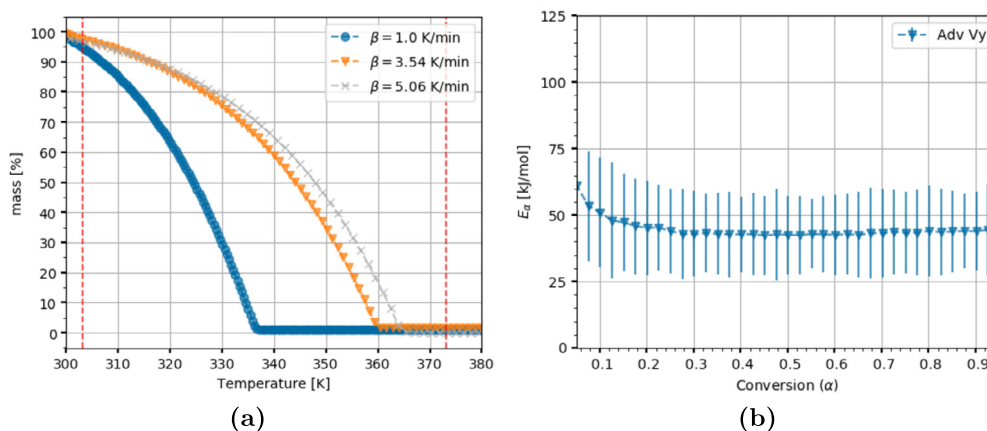 100
90
80
70
60
50
40
30
20
10
0
mass [%]
300 310 320 330 340 350 360 370 380
Temperature [K]
β = 1.0 K/min
β = 3.54 K/min
β = 5.06 K/min
(a)
125
100
75
50
25
0
Eα [kJ/mol]
0.1 0.2 0.3 0.4 0.5 0.6 0.7 0.8 0.9
Conversion (α)
Adv Vy
(b)